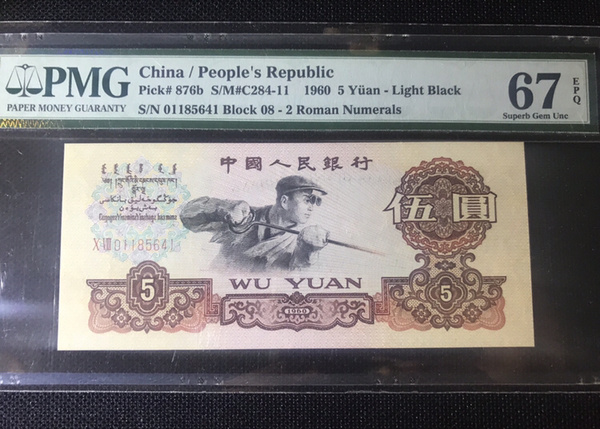 PMG
PAPER MONEY GUARANTY
China / People's Republic
Pick# 876b S/M#C284-11 1960 5 Yüan - Light Black
S/N 01185641 Block 08 - 2 Roman Numerals
67 EPQ
Superb Gem Unc
中國人民銀行
伍圓
X VIII 01185641
WU YUAN
5
5
1960